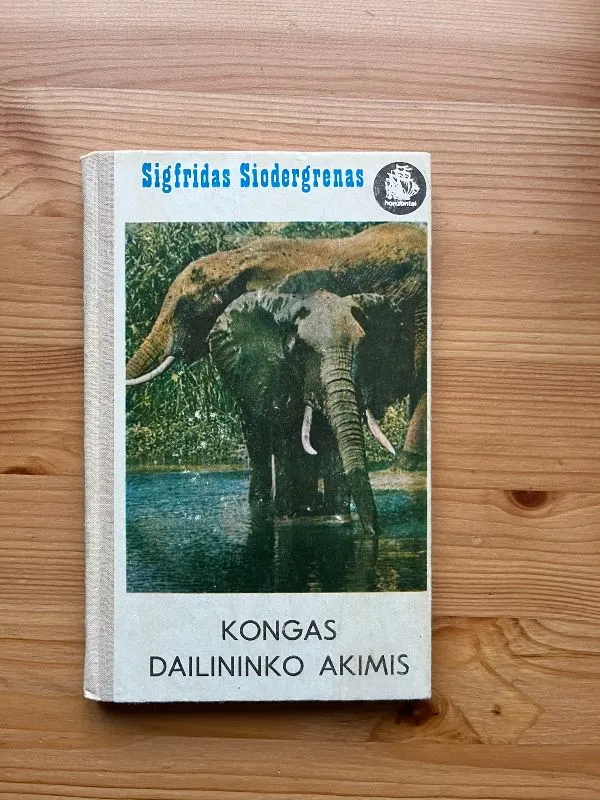 Sigfridas Siodergrenas
horizontai
KONGAS
DAILININKO AKIMIS